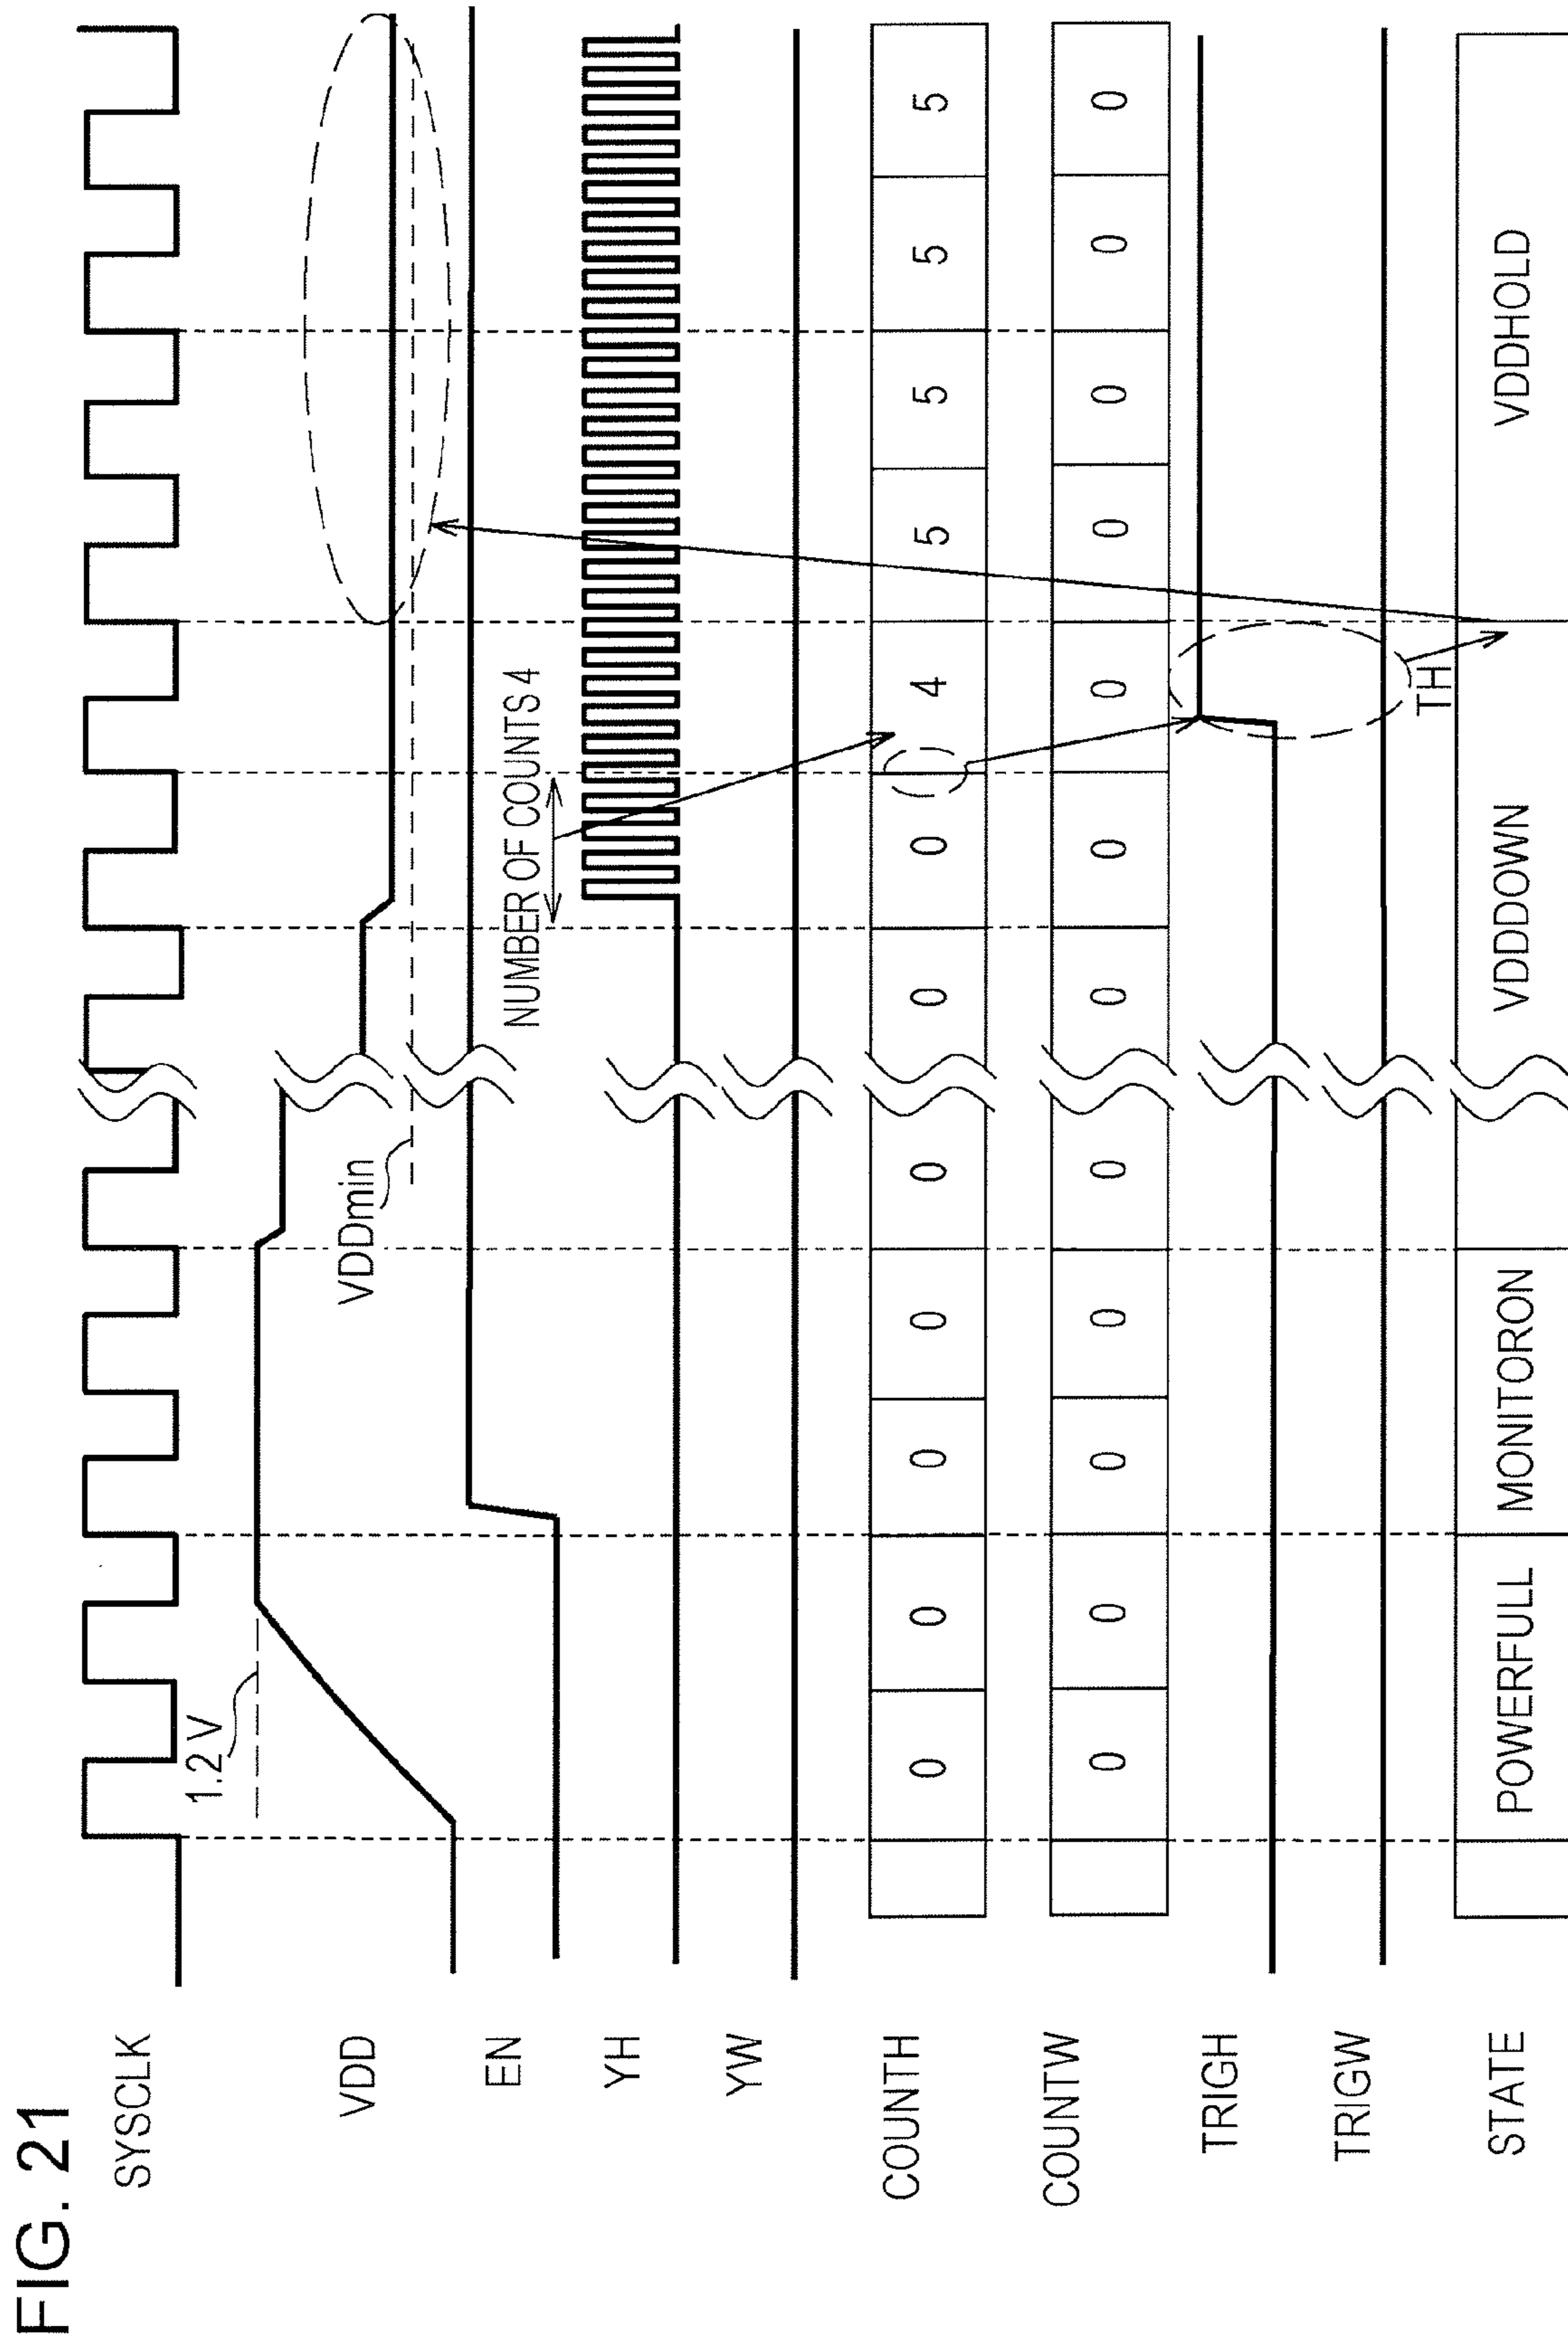 FIG. 21
SYSCLK
1.2 V
VDD
VDDmin
EN
NUMBER OF COUNTS 4
YH
YW
COUNTH
0 0 0 0 0 0 0 4 5 5 5 5
COUNTW
0 0 0 0 0 0 0 0 0 0 0 0
TRIGH
TRIGW
TH
STATE
POWERFULL MONITORON VDDDOWN VDDHOLD